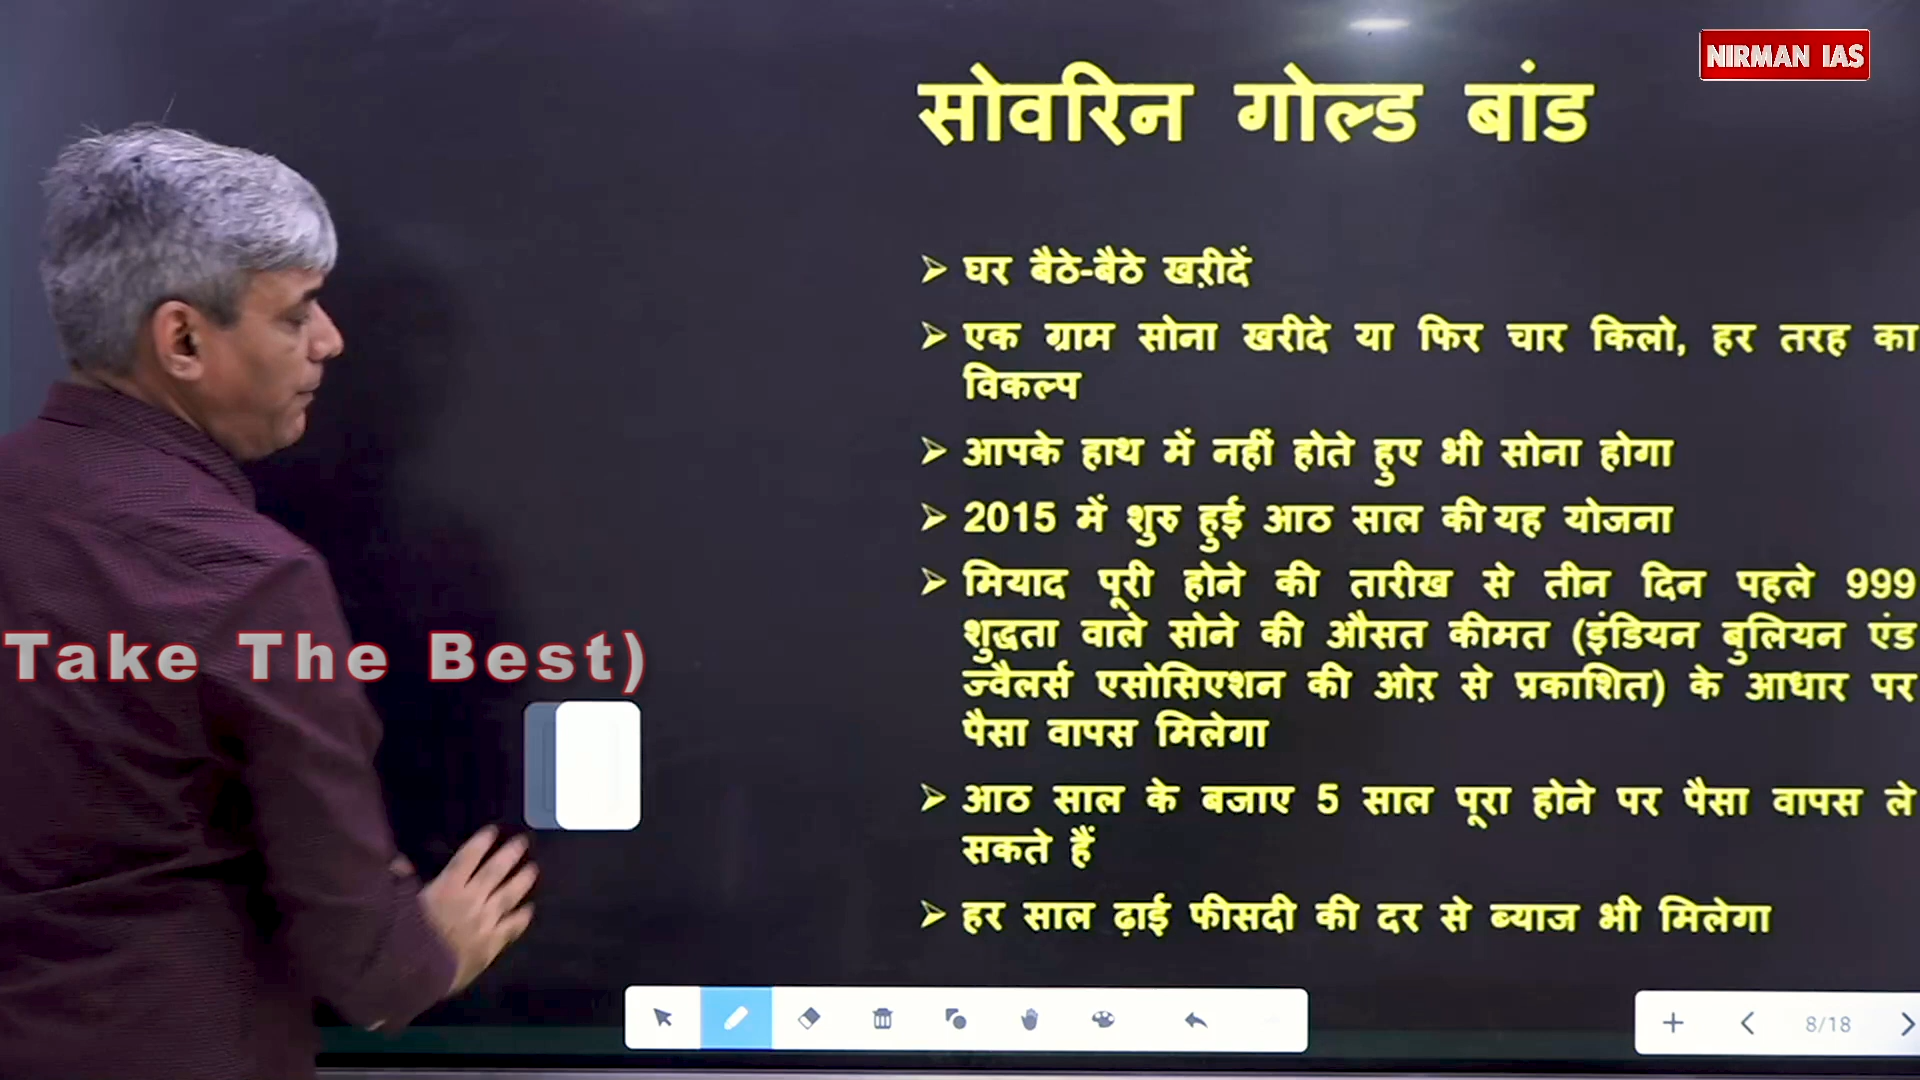 NIRMAN IAS
सोवरिन गोल्ड बांड
➢ घर बैठे-बैठे खऱीदें
➢ एक ग्राम सोना खरीदे या फिर चार किलो, हर तरह का
विकल्प
➢ आपके हाथ में नहीं होते हुए भी सोना होगा
➢ 2015 में शुरु हुई आठ साल की यह योजना
➢ मियाद पूरी होने की तारीख से तीन दिन पहले 999
शुद्धता वाले सोने की औसत कीमत (इंडियन बुलियन एंड
ज्वैलर्स एसोसिएशन की ओऱ से प्रकाशित) के आधार पर
पैसा वापस मिलेगा
➢ आठ साल के बजाए 5 साल पूरा होने पर पैसा वापस ले
सकते हैं
➢ हर साल ढ़ाई फीसदी की दर से ब्याज भी मिलेगा
Take The Best)
8/18